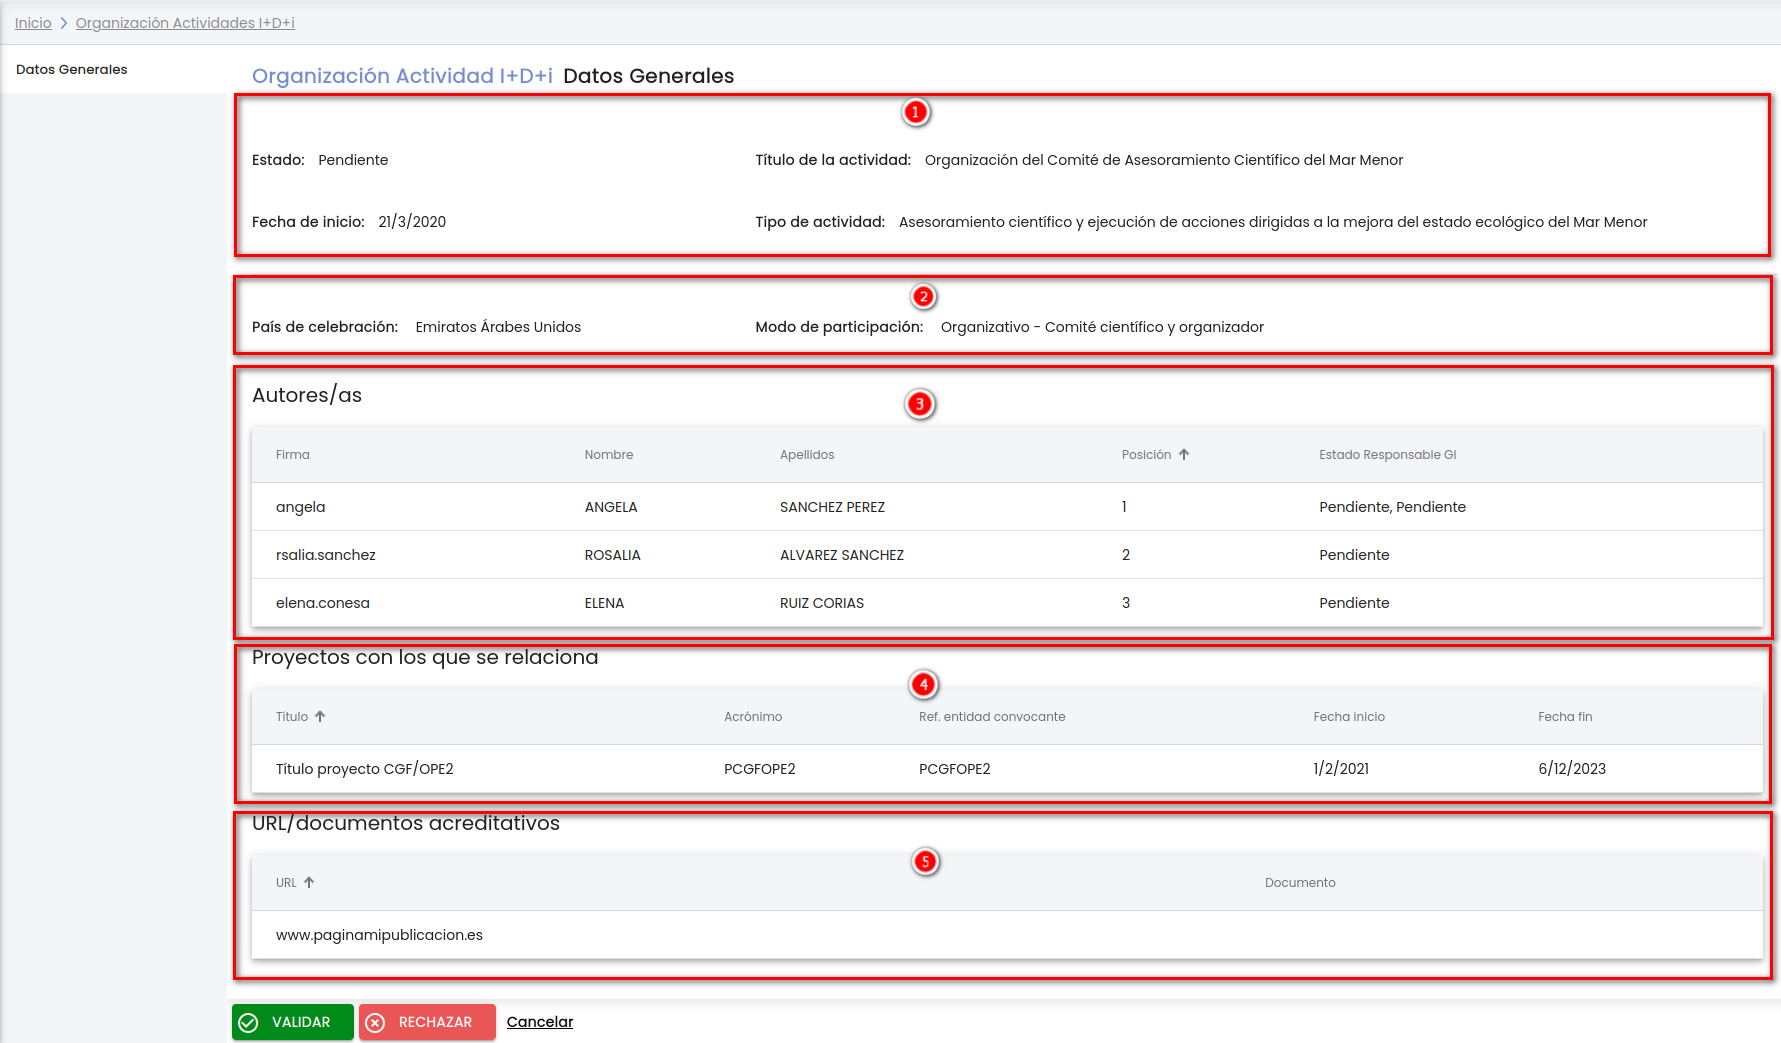 Inicio > Organización Actividades I+D+i
Datos Generales
Organización Actividad I+D+i Datos Generales
1
Estado: Pendiente Título de la actividad: Organización del Comité de Asesoramiento Científico del Mar Menor
Fecha de inicio: 21/3/2020 Tipo de actividad: Asesoramiento científico y ejecución de acciones dirigidas a la mejora del estado ecológico del Mar Menor
2
País de celebración: Emiratos Árabes Unidos Modo de participación: Organizativo - Comité científico y organizador
Autores/as
3
Firma Nombre Apellidos Posición Estado Responsable GI
angela ANGELA SANCHEZ PEREZ 1 Pendiente, Pendiente
rsalia.sanchez ROSALIA ALVAREZ SANCHEZ 2 Pendiente
elena.conesa ELENA RUIZ CORIAS 3 Pendiente
Proyectos con los que se relaciona
4
Título Acrónimo Ref. entidad convocante Fecha inicio Fecha fin
Título proyecto CGF/OPE2 PCGFOPE2 PCGFOPE2 1/2/2021 6/12/2023
URL/documentos acreditativos
5
URL Documento
www.paginamipublicacion.es
VALIDAR RECHAZAR Cancelar